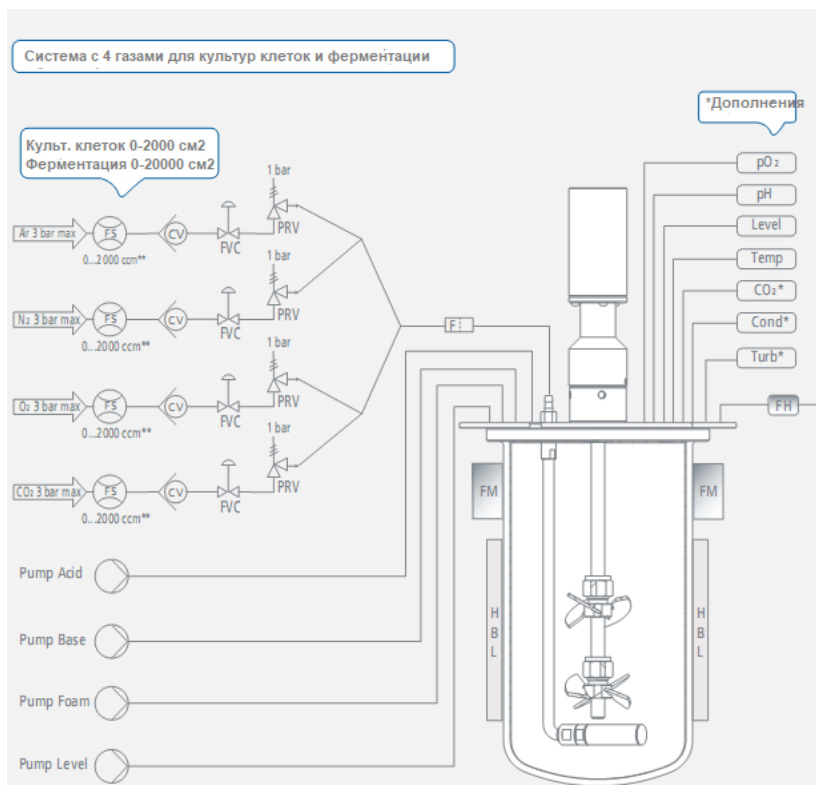 Система с 4 газами для культур клеток и ферментации
*Дополнения
Культ. клеток 0-2000 см2
Ферментация 0-20000 см2
1 bar
Ar 3 bar max
FS
CV
FVC
PRV
0...2000 ccm**
1 bar
N₂ 3 bar max
FS
CV
FVC
PRV
0...2000 ccm**
1 bar
O₂ 3 bar max
FS
CV
FVC
PRV
0...2000 ccm**
1 bar
CO₂ 3 bar max
FS
CV
FVC
PRV
0...2000 ccm**
F
pO₂
pH
Level
Temp
CO₂*
Cond*
Turb*
FH
FM
FM
H
B
L
H
B
L
Pump Acid
Pump Base
Pump Foam
Pump Level